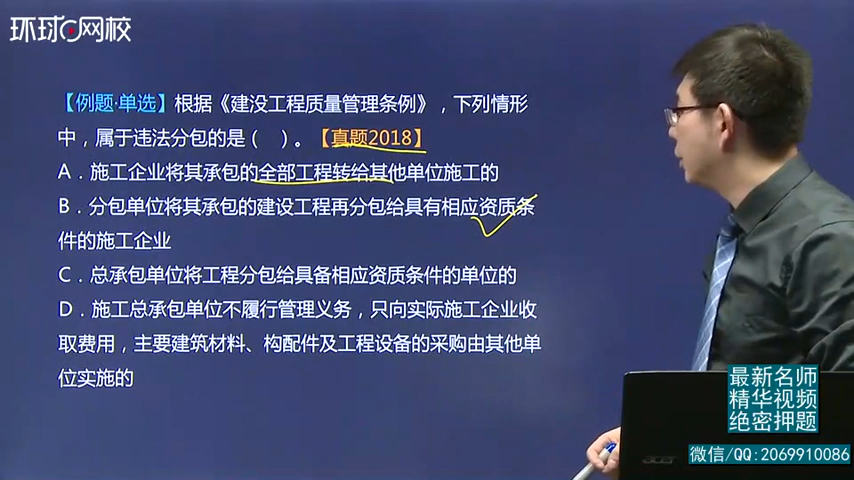 环球网校
【例题·单选】根据《建设工程质量管理条例》，下列情形
中，属于违法分包的是（ ）。【真题2018】
A．施工企业将其承包的全部工程转给其他单位施工的
B．分包单位将其承包的建设工程再分包给具有相应资质条
件的施工企业
C．总承包单位将工程分包给具备相应资质条件的单位的
D．施工总承包单位不履行管理义务，只向实际施工企业收
取费用，主要建筑材料、构配件及工程设备的采购由其他单
位实施的
最新名师
精华视频
绝密押题
微信/QQ:2069910086
acer